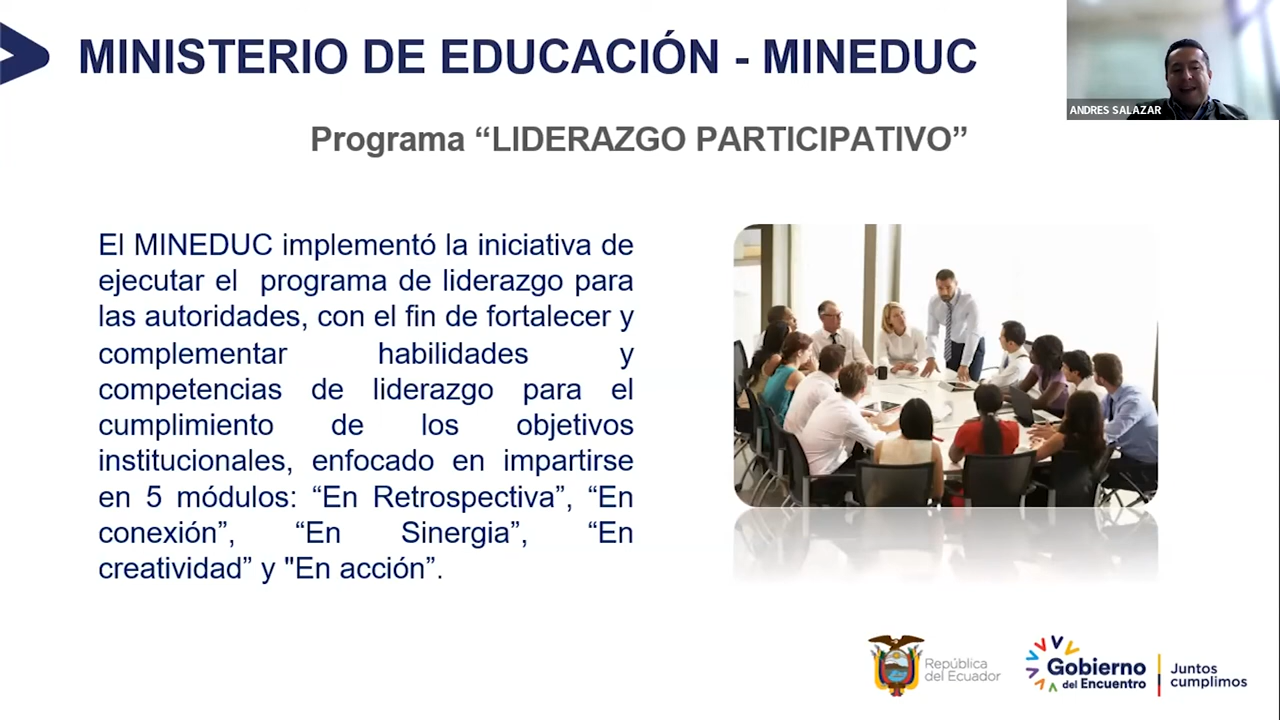 MINISTERIO DE EDUCACIÓN - MINEDUC
ANDRES SALAZAR
Programa “LIDERAZGO PARTICIPATIVO”
El MINEDUC implementó la iniciativa de
ejecutar el programa de liderazgo para
las autoridades, con el fin de fortalecer y
complementar habilidades y
competencias de liderazgo para el
cumplimiento de los objetivos
institucionales, enfocado en impartirse
en 5 módulos: “En Retrospectiva”, “En
conexión”, “En Sinergia”, “En
creatividad” y "En acción”.
República
del Ecuador
Gobierno
del Encuentro
Juntos
cumplimos